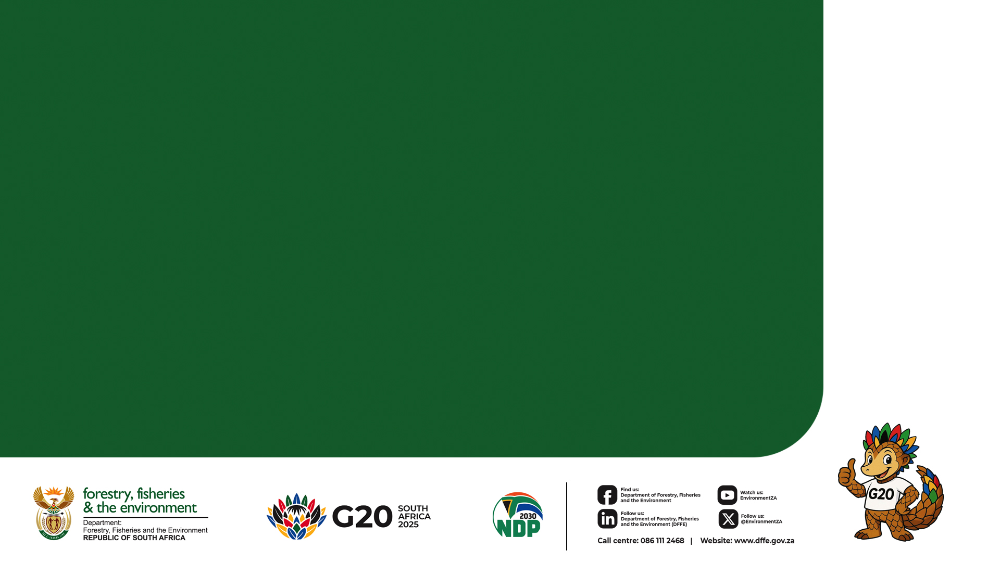 forestry, fisheries
& the environment
Department:
Forestry, Fisheries and the Environment
REPUBLIC OF SOUTH AFRICA
G20
SOUTH
AFRICA
2025
2030
NDP
Find us:
Department of Forestry, Fisheries
and the Environment
Watch us:
EnvironmentZA
Follow us:
Department of Forestry, Fisheries
and the Environment (DFFE)
Follow us:
@EnvironmentZA
Call centre: 086 111 2468 | Website: www.dffe.gov.za
G20